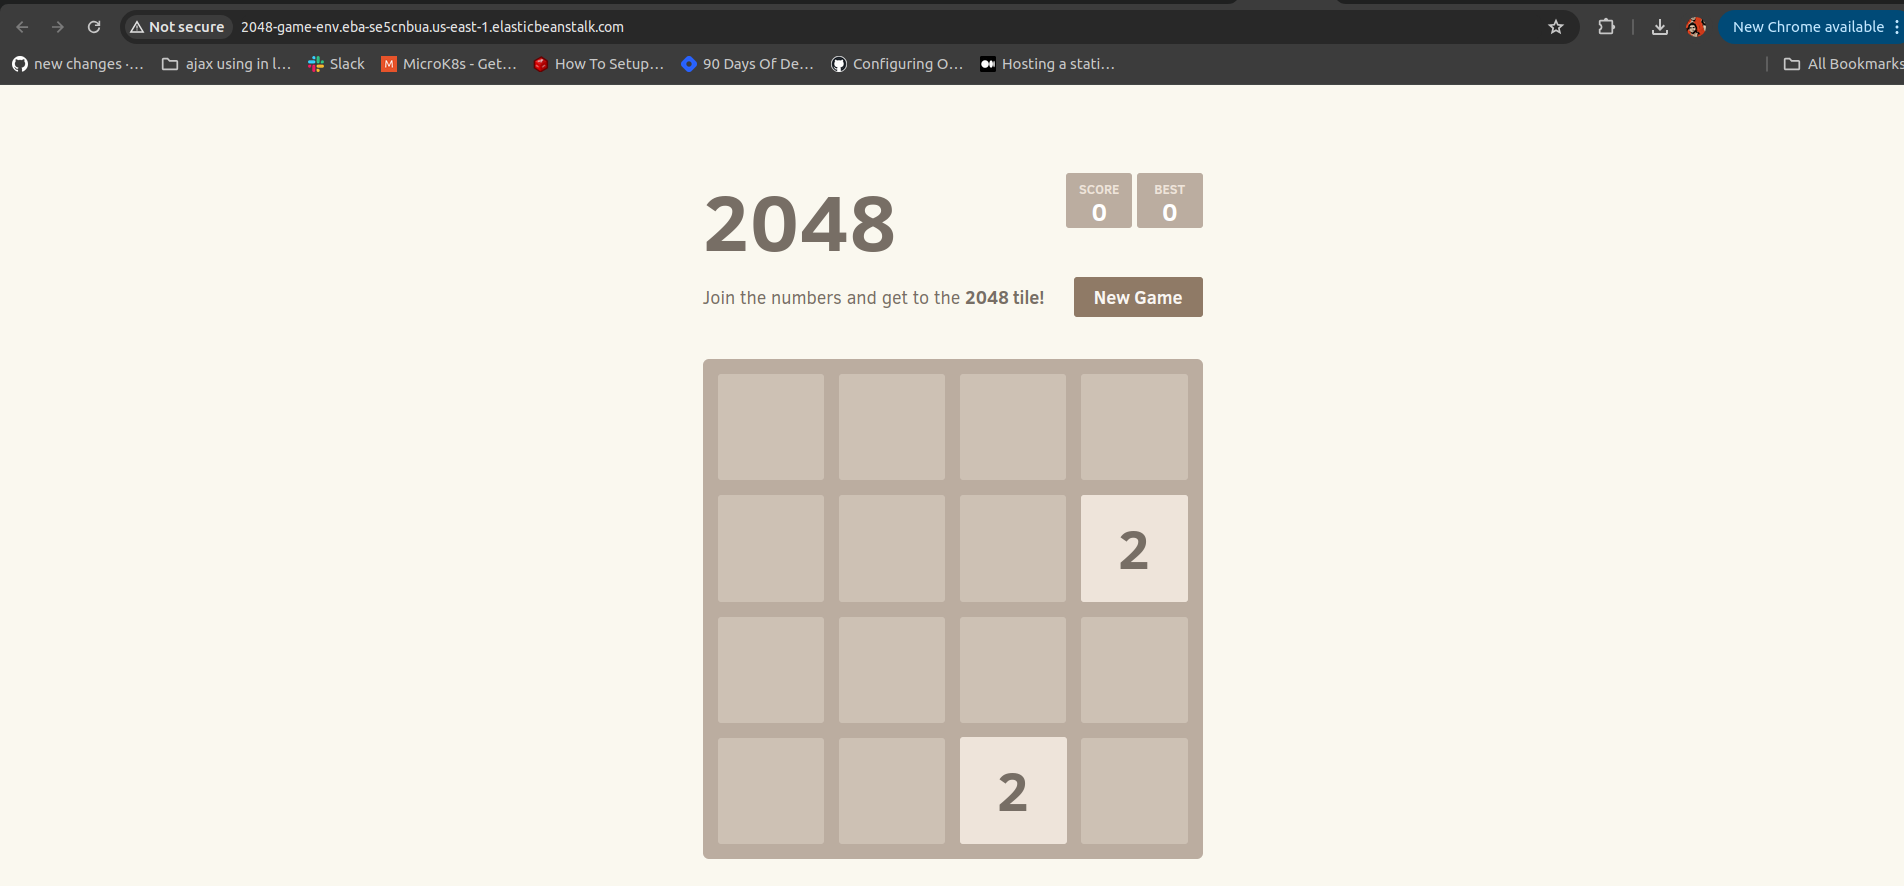 Not secure 2048-game-env.eba-se5cnbua.us-east-1.elasticbeanstalk.com New Chrome available
new changes ·... ajax using in l... Slack MicroK8s - Get... How To Setup... 90 Days Of De... Configuring O... Hosting a stati... All Bookmarks
SCORE BEST
0 0
2048
Join the numbers and get to the 2048 tile! New Game
2
2